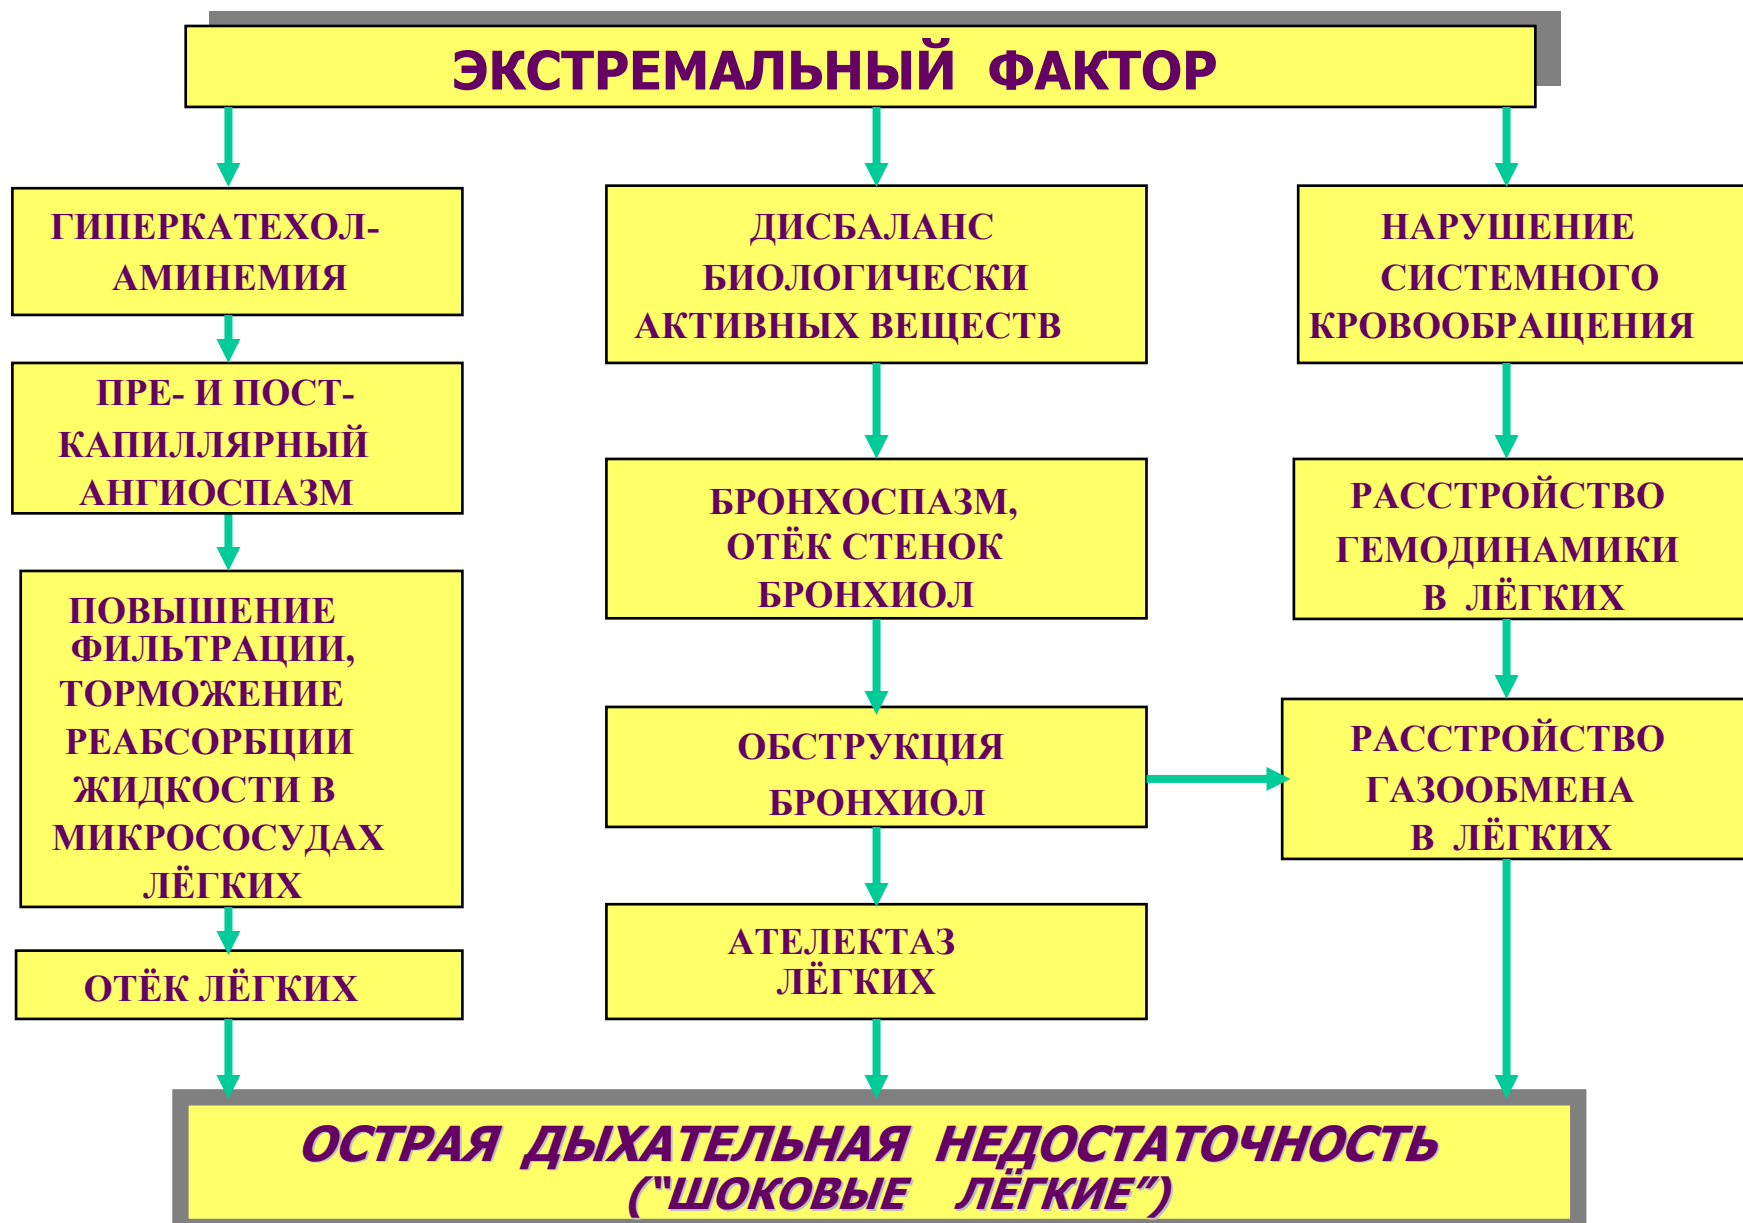 ЭКСТРЕМАЛЬНЫЙ ФАКТОР
ГИПЕРКАТЕХОЛ-
АМИНЕМИЯ
ПРЕ- И ПОСТ-
КАПИЛЛЯРНЫЙ
АНГИОСПАЗМ
ПОВЫШЕНИЕ
ФИЛЬТРАЦИИ,
ТОРМОЖЕНИЕ
РЕАБСОРБЦИИ
ЖИДКОСТИ В
МИКРОСОСУДАХ
ЛЁГКИХ
ОТЁК ЛЁГКИХ
ДИСБАЛАНС
БИОЛОГИЧЕСКИ
АКТИВНЫХ ВЕЩЕСТВ
БРОНХОСПАЗМ,
ОТЁК СТЕНОК
БРОНХИОЛ
ОБСТРУКЦИЯ
БРОНХИОЛ
АТЕЛЕКТАЗ
ЛЁГКИХ
НАРУШЕНИЕ
СИСТЕМНОГО
КРОВООБРАЩЕНИЯ
РАССТРОЙСТВО
ГЕМОДИНАМИКИ
В ЛЁГКИХ
РАССТРОЙСТВО
ГАЗООБМЕНА
В ЛЁГКИХ
ОСТРАЯ ДЫХАТЕЛЬНАЯ НЕДОСТАТОЧНОСТЬ
(“ШОКОВЫЕ ЛЁГКИЕ”)